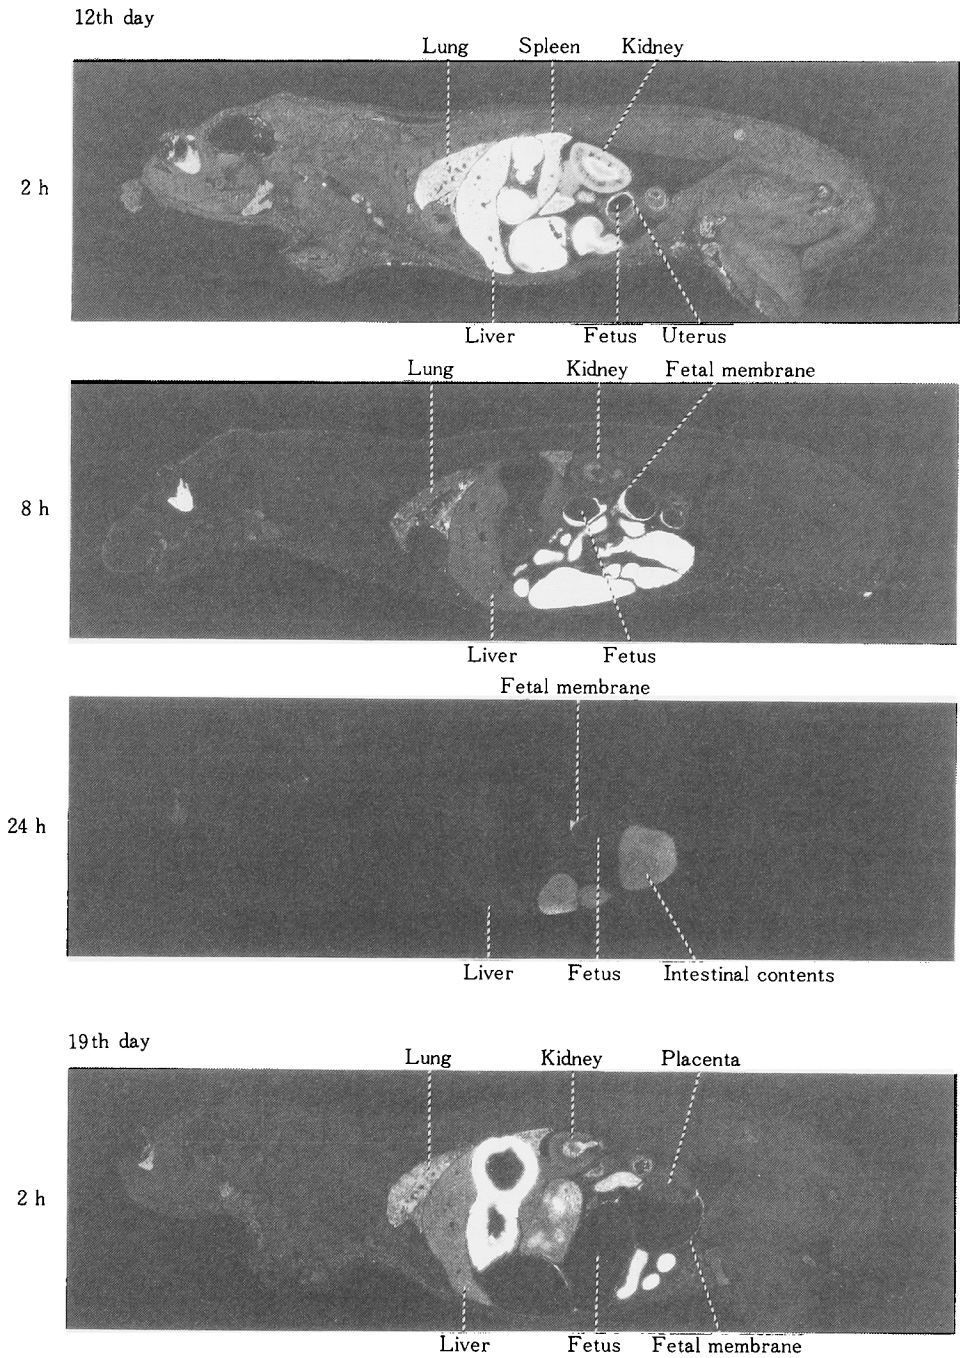 12th day
Lung Spleen Kidney
2 h
Liver Fetus Uterus
Lung Kidney Fetal membrane
8 h
Liver Fetus
Fetal membrane
24 h
Liver Fetus Intestinal contents
19th day
Lung Kidney Placenta
2 h
Liver Fetus Fetal membrane